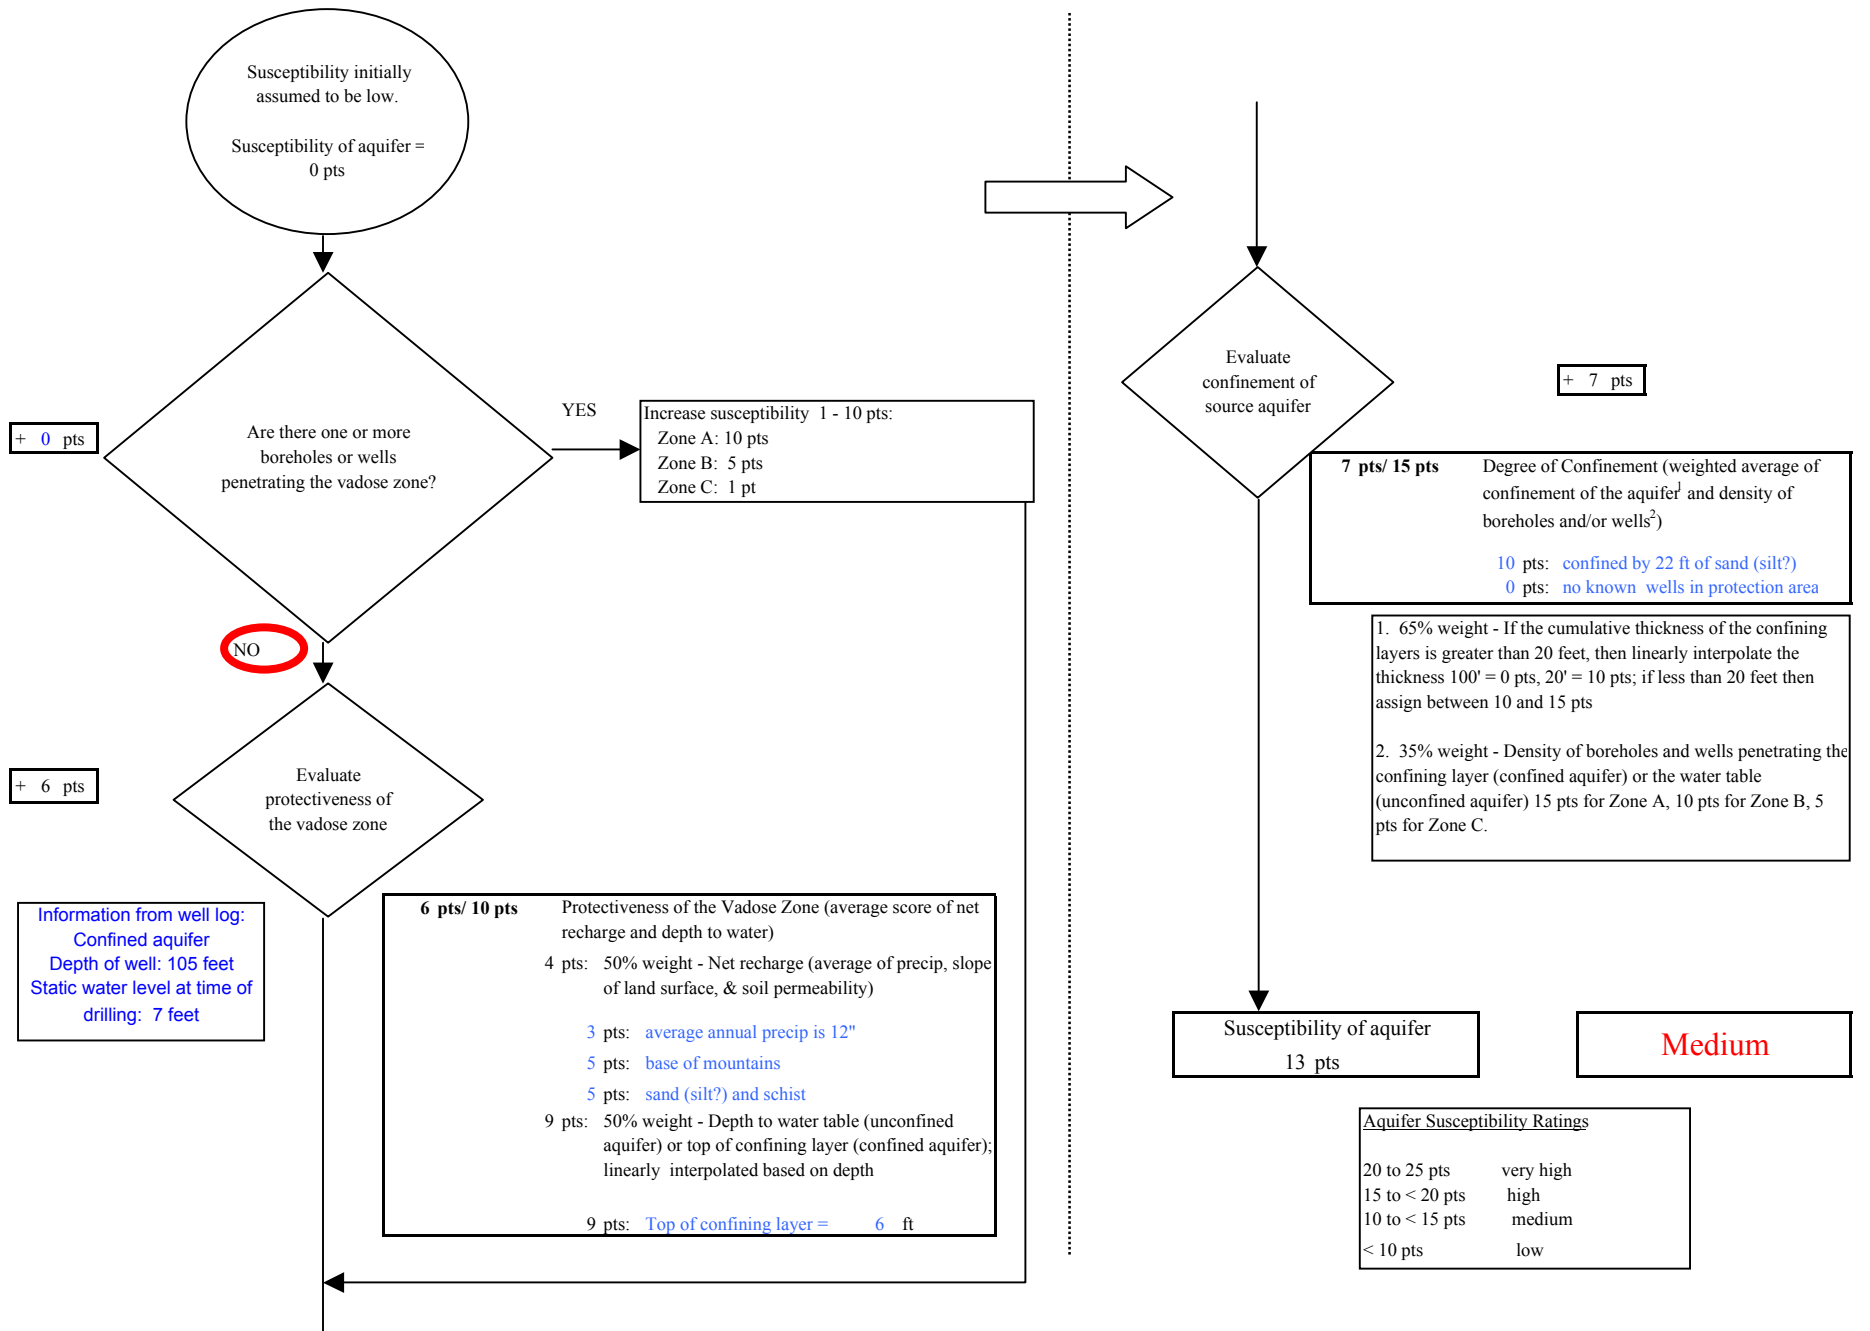 Susceptibility initially
assumed to be low.
Susceptibility of aquifer =
0 pts
+ 0 pts
Are there one or more
boreholes or wells
penetrating the vadose zone?
YES
Increase susceptibility 1 - 10 pts:
Zone A: 10 pts
Zone B: 5 pts
Zone C: 1 pt
NO
+ 6 pts
Evaluate
protectiveness of
the vadose zone
Information from well log:
Confined aquifer
Depth of well: 105 feet
Static water level at time of
drilling: 7 feet
6 pts/ 10 pts Protectiveness of the Vadose Zone (average score of net
recharge and depth to water)
4 pts: 50% weight - Net recharge (average of precip, slope
of land surface, & soil permeability)
3 pts: average annual precip is 12"
5 pts: base of mountains
5 pts: sand (silt?) and schist
9 pts: 50% weight - Depth to water table (unconfined
aquifer) or top of confining layer (confined aquifer);
linearly interpolated based on depth
9 pts: Top of confining layer = 6 ft
Evaluate
confinement of
source aquifer
+ 7 pts
7 pts/ 15 pts Degree of Confinement (weighted average of
confinement of the aquifer1 and density of
boreholes and/or wells2)
10 pts: confined by 22 ft of sand (silt?)
0 pts: no known wells in protection area
1. 65% weight - If the cumulative thickness of the confining
layers is greater than 20 feet, then linearly interpolate the
thickness 100' = 0 pts, 20' = 10 pts; if less than 20 feet then
assign between 10 and 15 pts
2. 35% weight - Density of boreholes and wells penetrating the
confining layer (confined aquifer) or the water table
(unconfined aquifer) 15 pts for Zone A, 10 pts for Zone B, 5
pts for Zone C.
Susceptibility of aquifer
13 pts
Medium
Aquifer Susceptibility Ratings
20 to 25 pts very high
15 to < 20 pts high
10 to < 15 pts medium
< 10 pts low